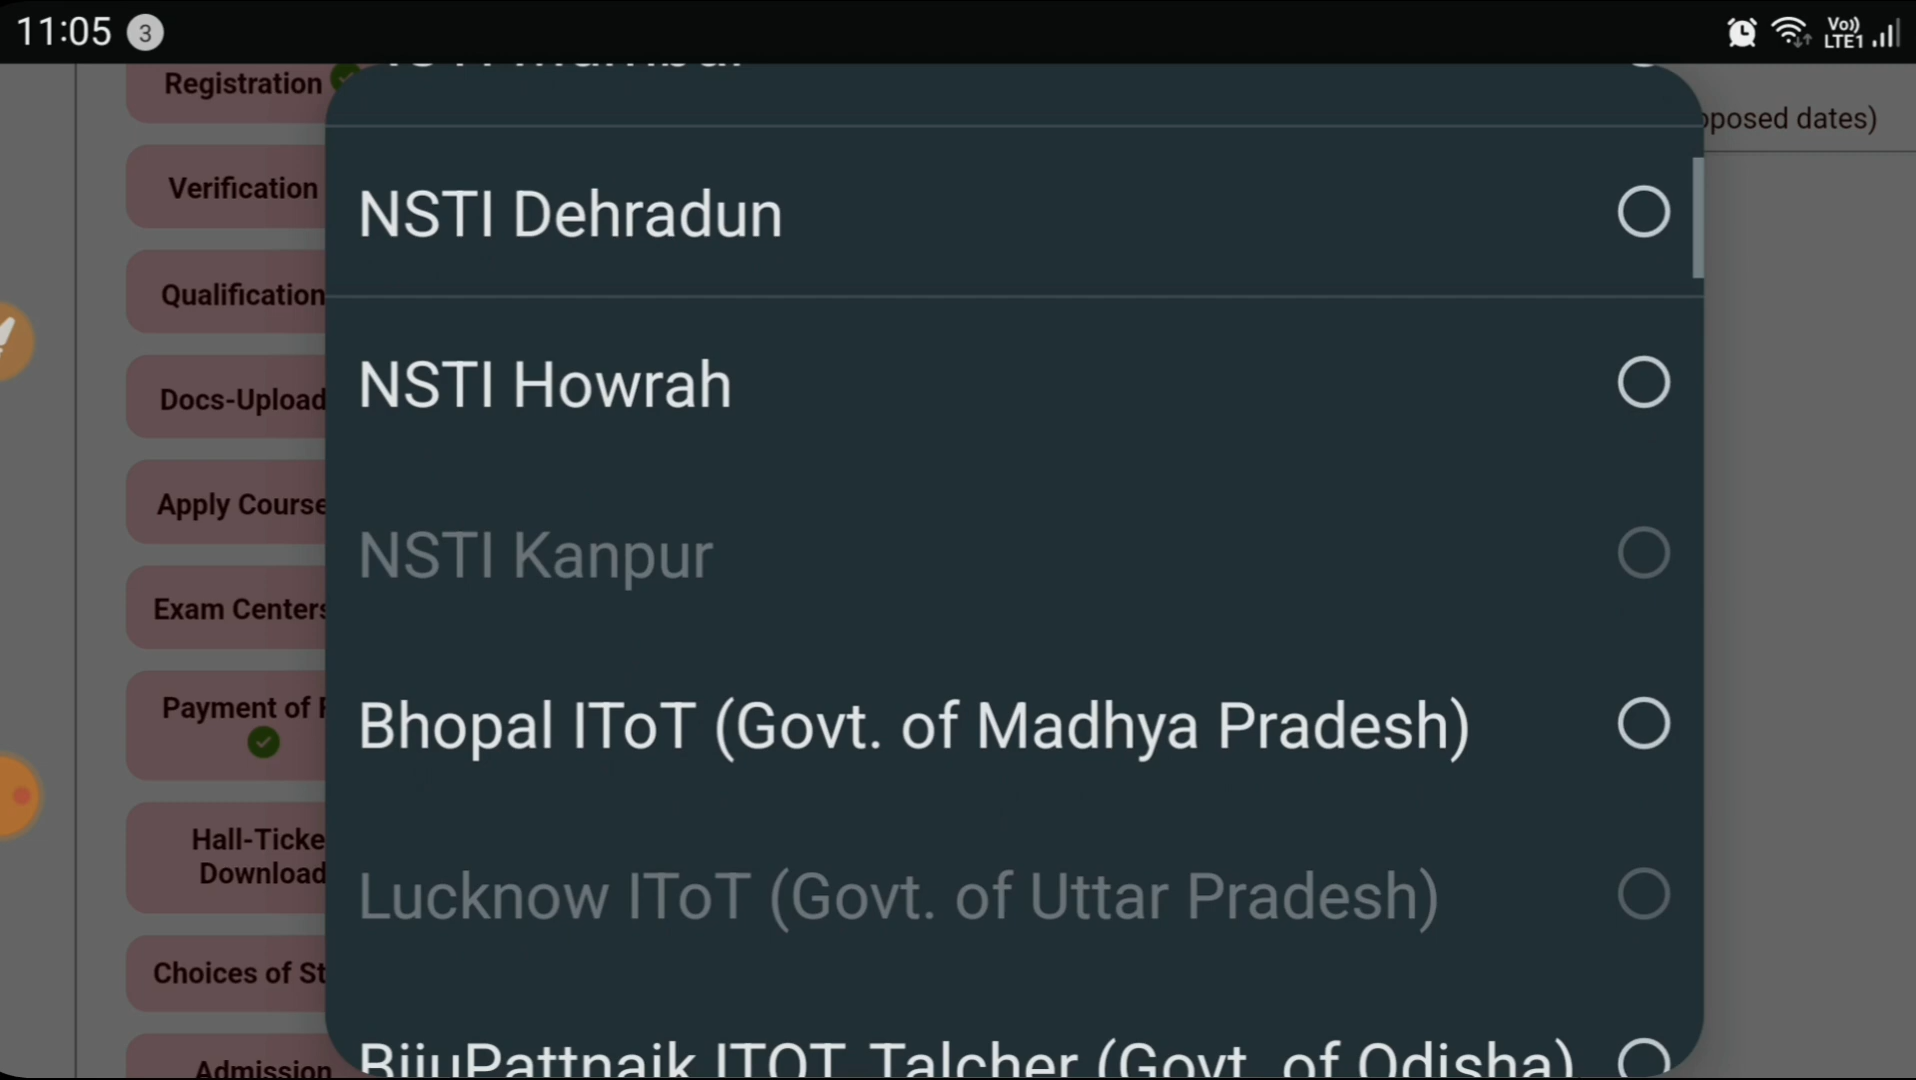 11:05 3
Vo)) LTE1
Registration
oposed dates)
Verification
NSTI Dehradun
Qualification
NSTI Howrah
Docs-Upload
Apply Course
NSTI Kanpur
Exam Centers
Payment of F
Bhopal IToT (Govt. of Madhya Pradesh)
Hall-Ticke
Download
Lucknow IToT (Govt. of Uttar Pradesh)
Choices of St
BijuPattnaik ITOT, Talcher (Govt. of Odisha)
Admission